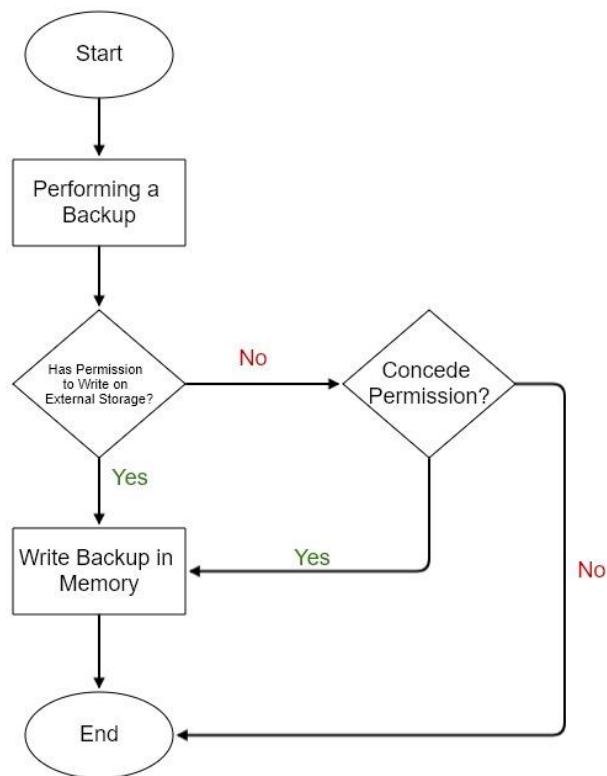 Start
Performing a
Backup
Has Permission
to Write on
External Storage?
No
Concede
Permission?
Yes
Write Backup in
Memory
Yes
No
End